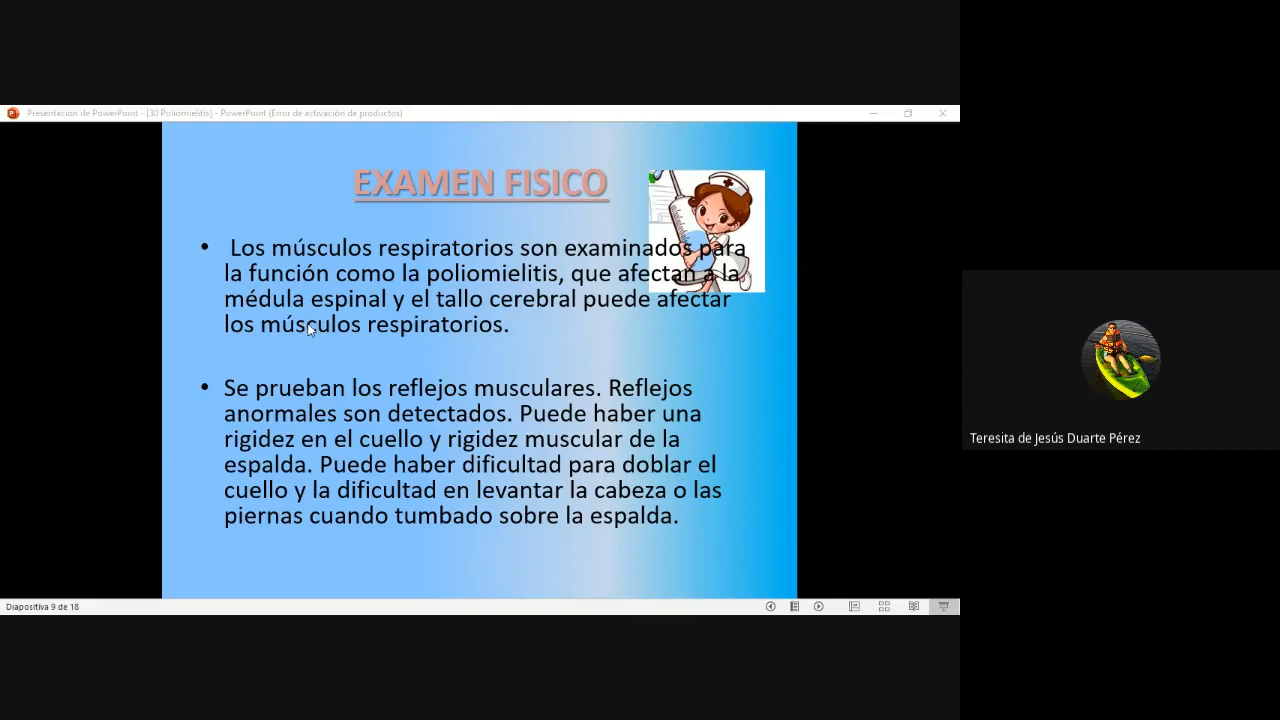 Presentación de PowerPoint - [30 Poliomielitis] - PowerPoint (Error de activación de productos)
EXAMEN FISICO
• Los músculos respiratorios son examinados para
la función como la poliomielitis, que afectan a la
médula espinal y el tallo cerebral puede afectar
los músculos respiratorios.
• Se prueban los reflejos musculares. Reflejos
anormales son detectados. Puede haber una
rigidez en el cuello y rigidez muscular de la
espalda. Puede haber dificultad para doblar el
cuello y la dificultad en levantar la cabeza o las
piernas cuando tumbado sobre la espalda.
Diapositiva 9 de 18
Teresita de Jesús Duarte Pérez